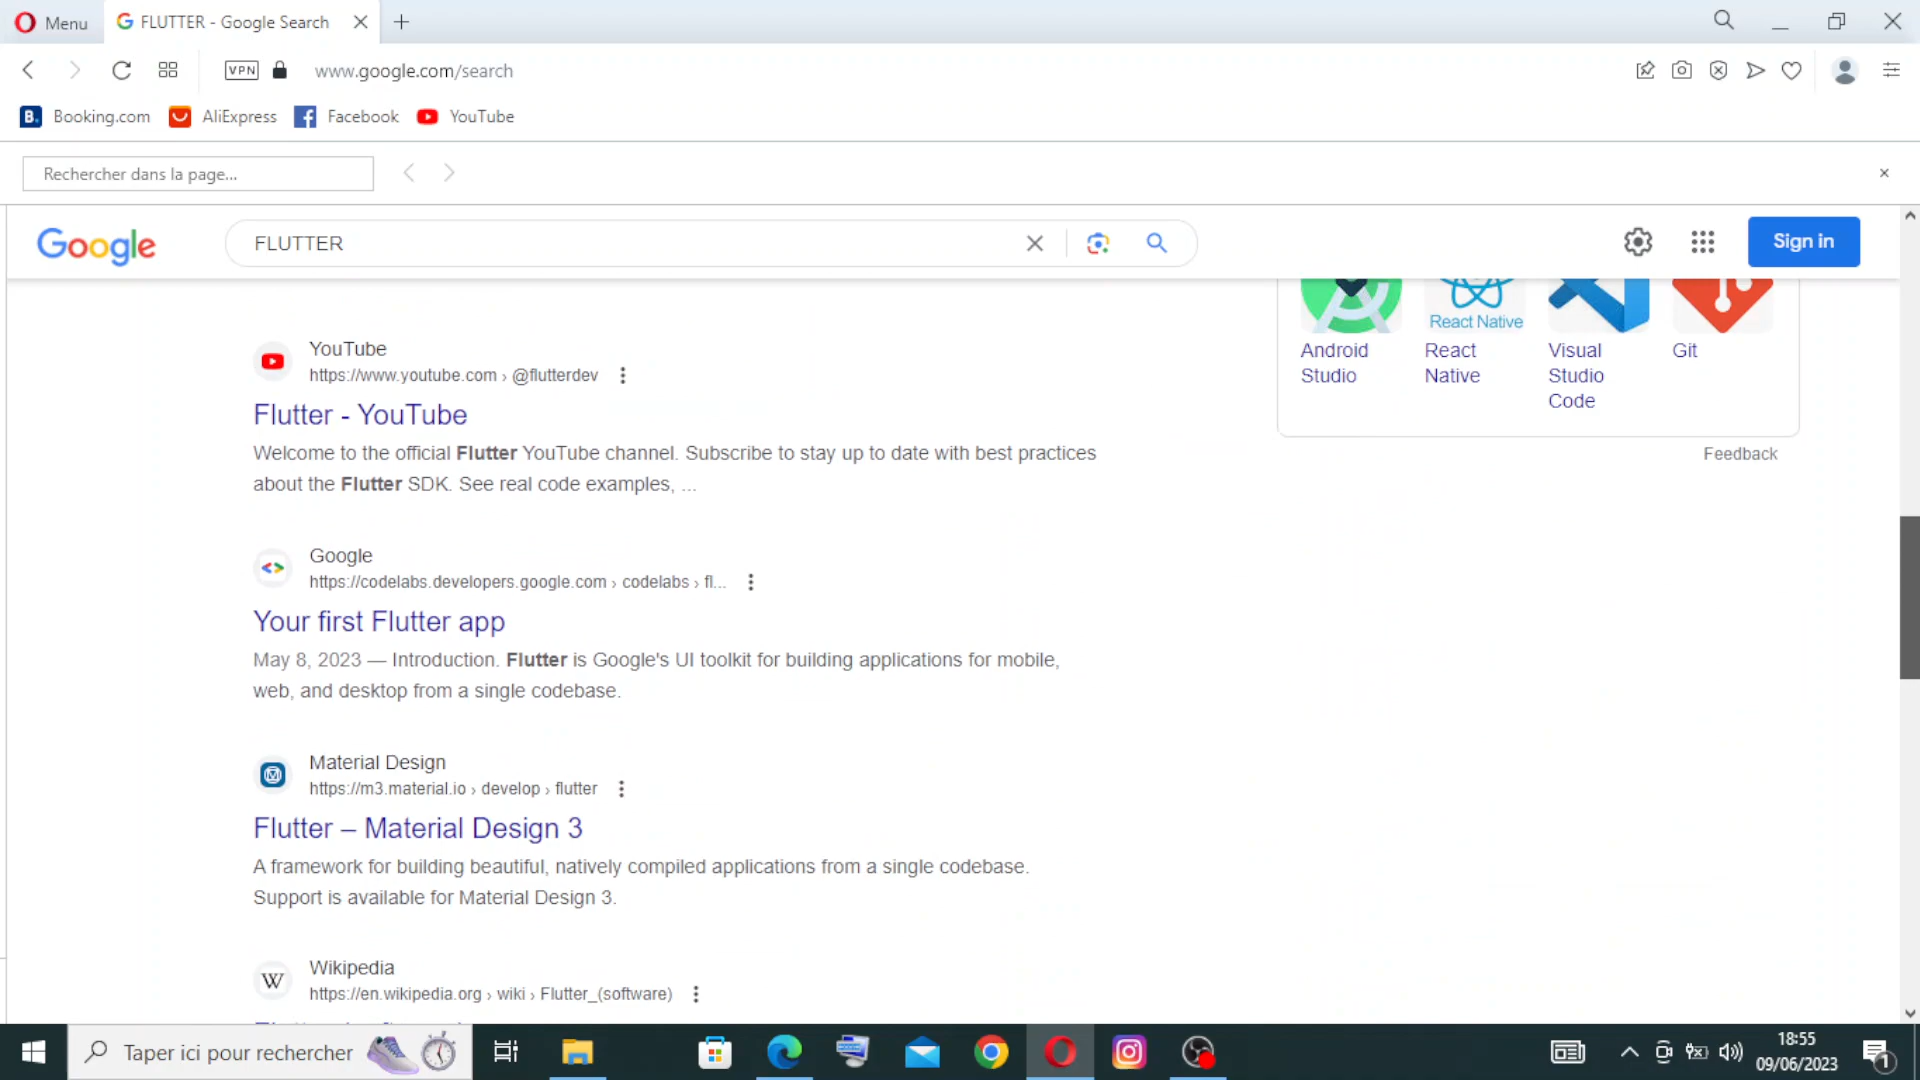 Menu
FLUTTER - Google Search
VPN
www.google.com/search
Booking.com
AliExpress
Facebook
YouTube
Rechercher dans la page...
Google
FLUTTER
Sign in
React Native
Android
Studio
React
Native
Visual
Studio
Code
Git
Feedback
YouTube
https://www.youtube.com › @flutterdev
Flutter - YouTube
Welcome to the official Flutter YouTube channel. Subscribe to stay up to date with best practices
about the Flutter SDK. See real code examples, ...
Google
https://codelabs.developers.google.com › codelabs › fl...
Your first Flutter app
May 8, 2023 — Introduction. Flutter is Google's UI toolkit for building applications for mobile,
web, and desktop from a single codebase.
Material Design
https://m3.material.io › develop › flutter
Flutter – Material Design 3
A framework for building beautiful, natively compiled applications from a single codebase.
Support is available for Material Design 3.
W
Wikipedia
https://en.wikipedia.org › wiki › Flutter_(software)
Taper ici pour rechercher
18:55
09/06/2023
1